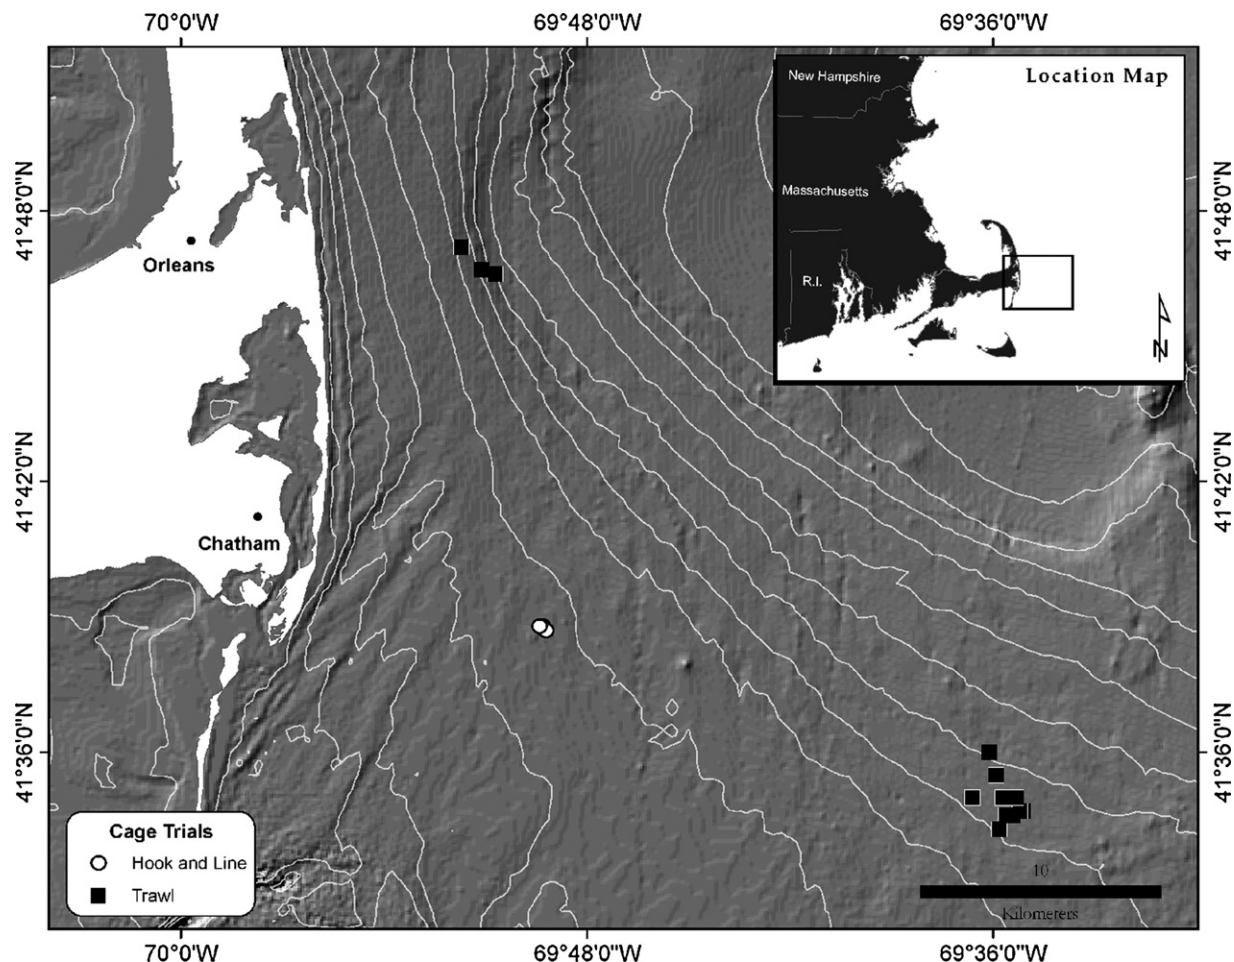 70°0'0"W
69°48'0"W
69°36'0"W
New Hampshire
Location Map
Massachusetts
R.I.
N
41°48'0"N
41°48'0"N
Orleans
41°42'0"N
41°42'0"N
Chatham
41°36'0"N
41°36'0"N
Cage Trials
Hook and Line
Trawl
10
Kilometers
70°0'0"W
69°48'0"W
69°36'0"W